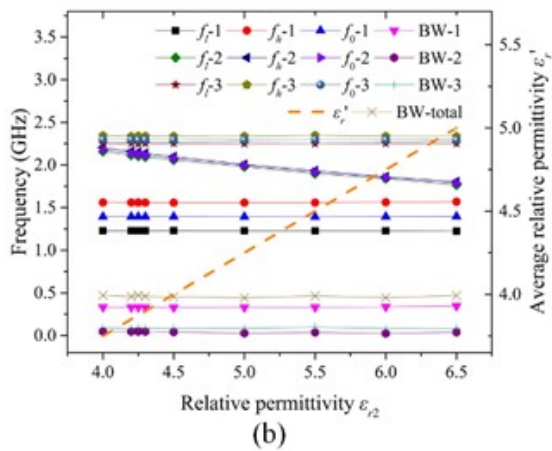 3.5
3.0
2.5
2.0
1.5
1.0
0.5
0.0
Frequency (GHz)
f_l-1 f_h-1 f_0-1 BW-1
f_l-2 f_h-2 f_0-2 BW-2
f_l-3 f_h-3 f_0-3 BW-3
ε_r' BW-total
5.5
5.0
4.5
4.0
Average relative permittivity ε_r'
4.0 4.5 5.0 5.5 6.0 6.5
Relative permittivity ε_r2
(b)